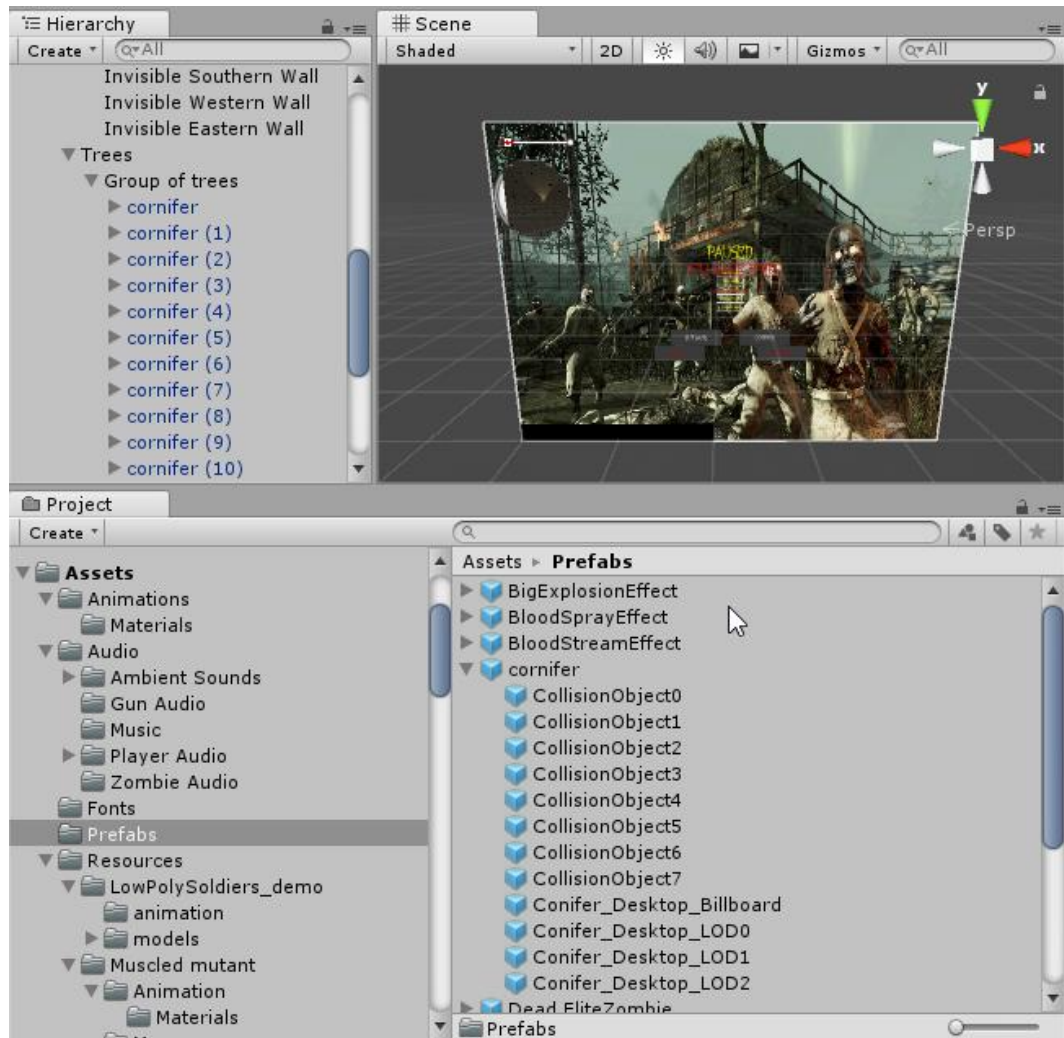 Hierarchy
Create
All
Invisible Southern Wall
Invisible Western Wall
Invisible Eastern Wall
Trees
Group of trees
cornifer
cornifer (1)
cornifer (2)
cornifer (3)
cornifer (4)
cornifer (5)
cornifer (6)
cornifer (7)
cornifer (8)
cornifer (9)
cornifer (10)
Scene
Shaded
2D
Gizmos
All
y
x
Persp
PAUSED
Project
Create
Assets
Animations
Materials
Audio
Ambient Sounds
Gun Audio
Music
Player Audio
Zombie Audio
Fonts
Prefabs
Resources
LowPolySoldiers_demo
animation
models
Muscled mutant
Animation
Materials
Assets Prefabs
BigExplosionEffect
BloodSprayEffect
BloodStreamEffect
cornifer
CollisionObject0
CollisionObject1
CollisionObject2
CollisionObject3
CollisionObject4
CollisionObject5
CollisionObject6
CollisionObject7
Conifer_Desktop_Billboard
Conifer_Desktop_LOD0
Conifer_Desktop_LOD1
Conifer_Desktop_LOD2
Dead EliteZombie
Prefabs